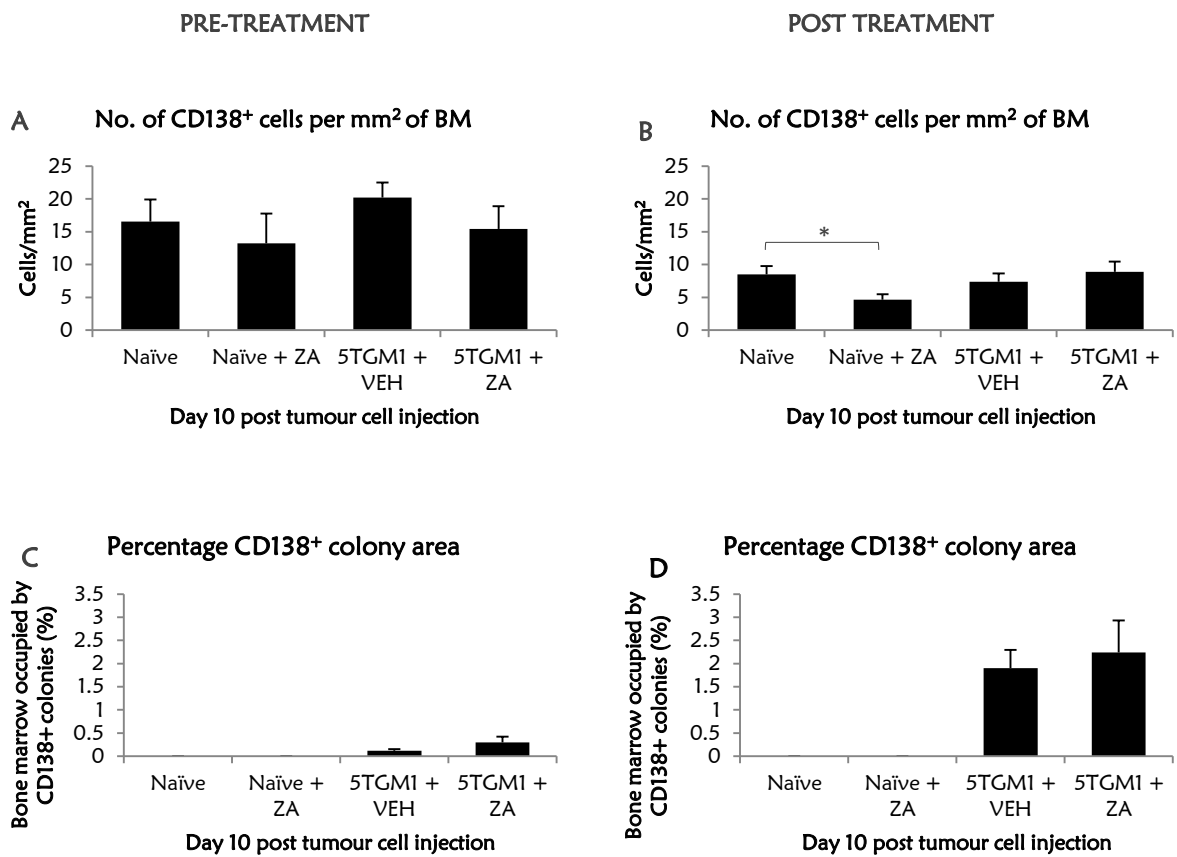 PRE-TREATMENT
POST TREATMENT
A
No. of CD138⁺ cells per mm² of BM
Cells/mm²
25
20
15
10
5
0
Naïve
Naïve + ZA
5TGM1 +
VEH
5TGM1 +
ZA
Day 10 post tumour cell injection
B
No. of CD138⁺ cells per mm² of BM
Cells/mm²
25
20
15
10
5
0
*
Naïve
Naïve + ZA
5TGM1 +
VEH
5TGM1 +
ZA
Day 10 post tumour cell injection
C
Percentage CD138⁺ colony area
Bone marrow occupied by
CD138+ colonies (%)
3.5
3
2.5
2
1.5
1
0.5
0
Naïve
Naïve +
ZA
5TGM1 +
VEH
5TGM1 +
ZA
Day 10 post tumour cell injection
D
Percentage CD138⁺ colony area
Bone marrow occupied by
CD138+ colonies (%)
3.5
3
2.5
2
1.5
1
0.5
0
Naïve
Naïve +
ZA
5TGM1 +
VEH
5TGM1 +
ZA
Day 10 post tumour cell injection